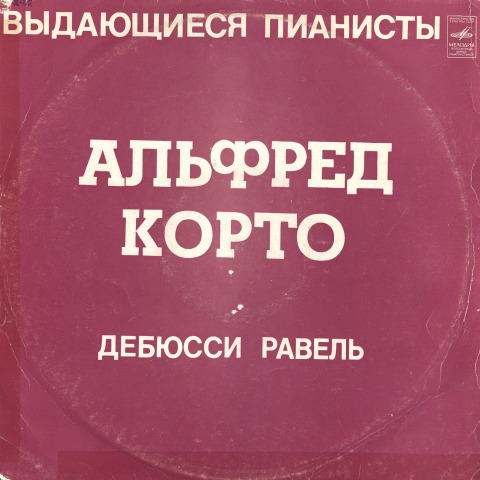 ВЫДАЮЩИЕСЯ ПИАНИСТЫ
МЕЛОДИЯ
АЛЬФРЕД
КОРТО
ДЕБЮССИ РАВЕЛЬ